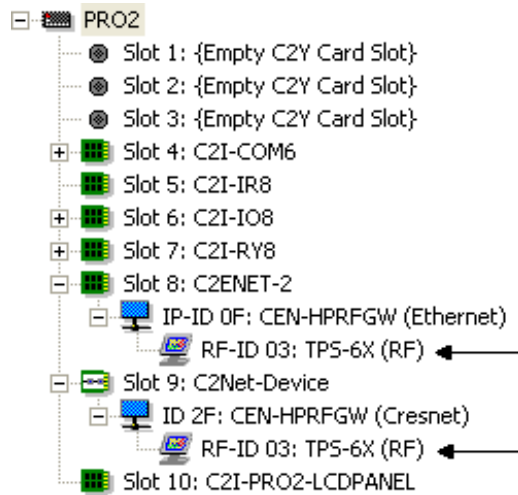 PRO2
Slot 1: {Empty C2Y Card Slot}
Slot 2: {Empty C2Y Card Slot}
Slot 3: {Empty C2Y Card Slot}
Slot 4: C2I-COM6
Slot 5: C2I-IR8
Slot 6: C2I-IO8
Slot 7: C2I-RY8
Slot 8: C2ENET-2
IP-ID 0F: CEN-HPRFGW (Ethernet)
RF-ID 03: TPS-6X (RF)
Slot 9: C2Net-Device
ID 2F: CEN-HPRFGW (Cresnet)
RF-ID 03: TPS-6X (RF)
Slot 10: C2I-PRO2-LCDPANEL